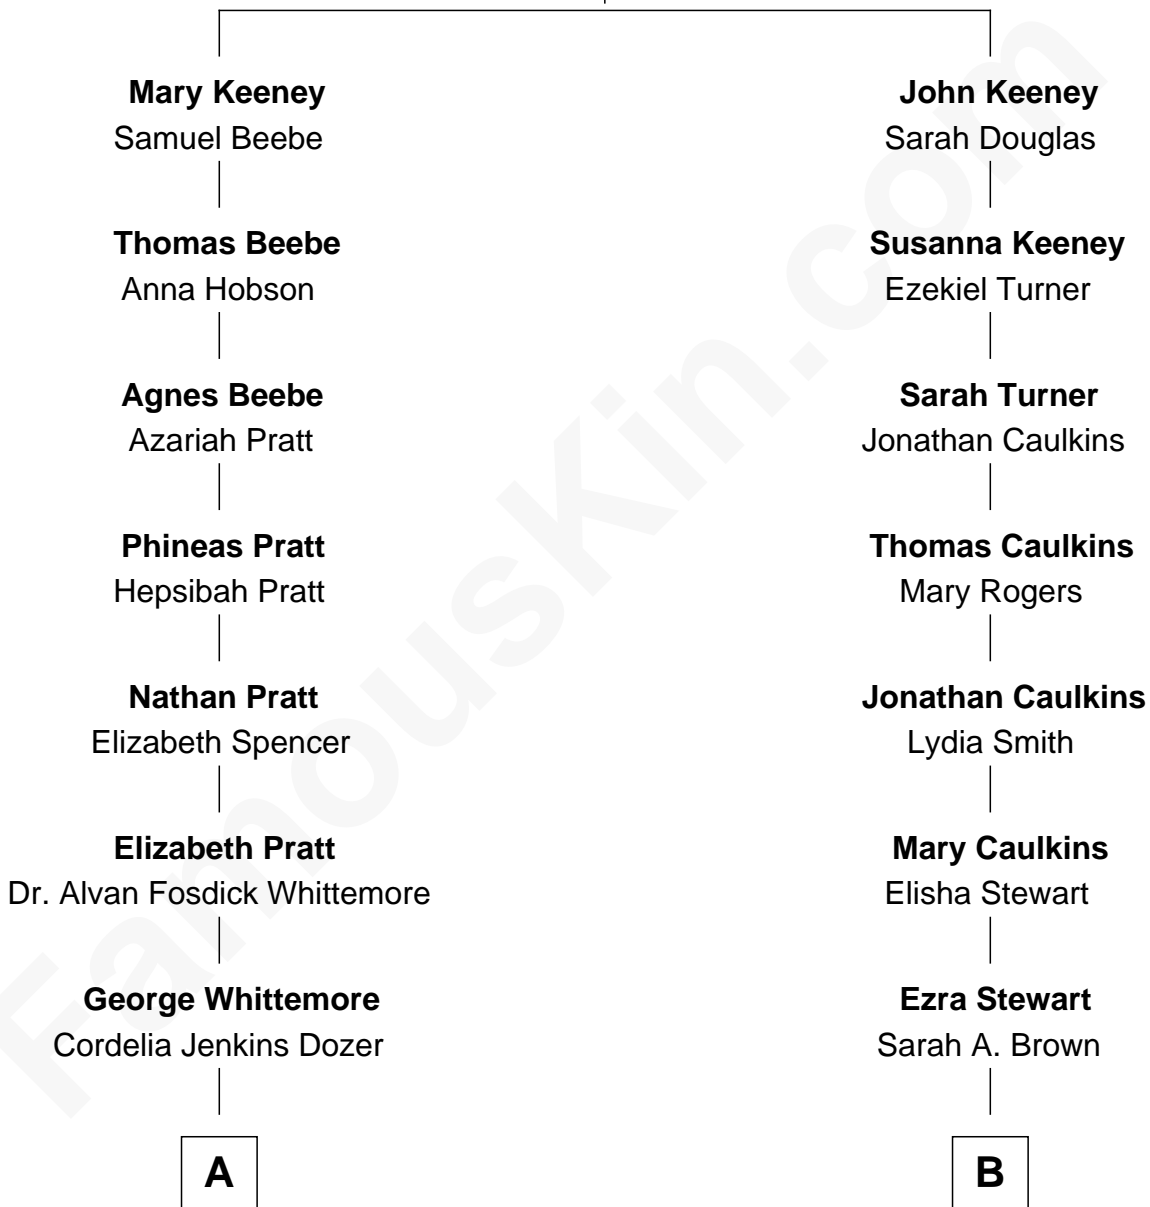 Mary Keeney
Samuel Beebe
John Keeney
Sarah Douglas
Thomas Beebe
Anna Hobson
Susanna Keeney
Ezekiel Turner
Agnes Beebe
Azariah Pratt
Sarah Turner
Jonathan Caulkins
Phineas Pratt
Hepsibah Pratt
Thomas Caulkins
Mary Rogers
Nathan Pratt
Elizabeth Spencer
Jonathan Caulkins
Lydia Smith
Elizabeth Pratt
Dr. Alvan Fosdick Whittemore
Mary Caulkins
Elisha Stewart
George Whittemore
Cordelia Jenkins Dozer
Ezra Stewart
Sarah A. Brown
A
B
FamousKin.com